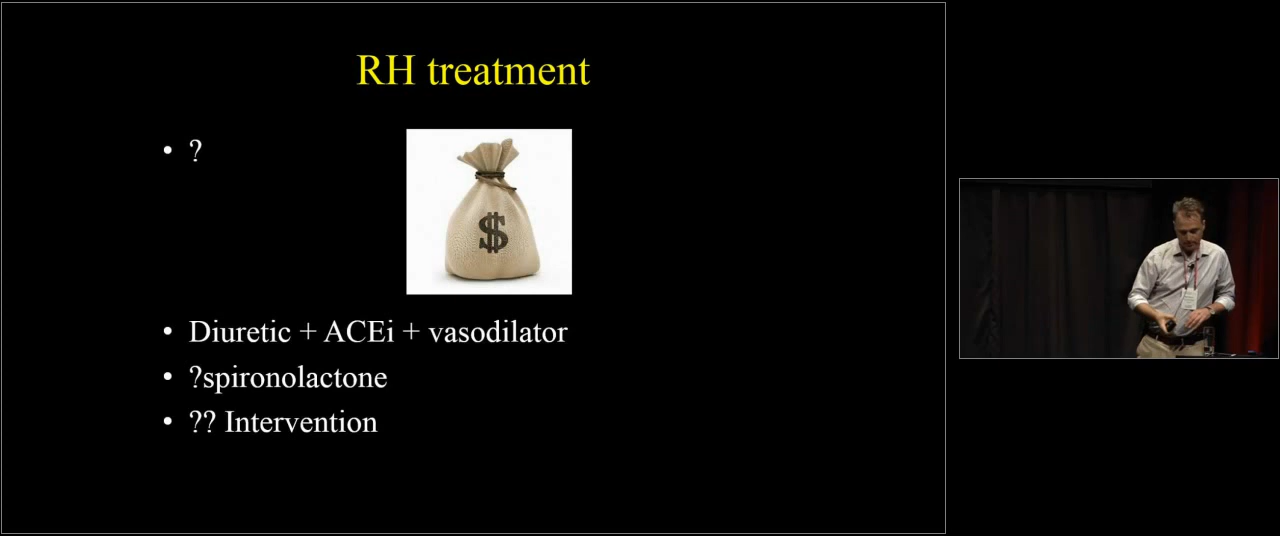 RH treatment
• ?
$
• Diuretic + ACEi + vasodilator
• ?spironolactone
• ?? Intervention